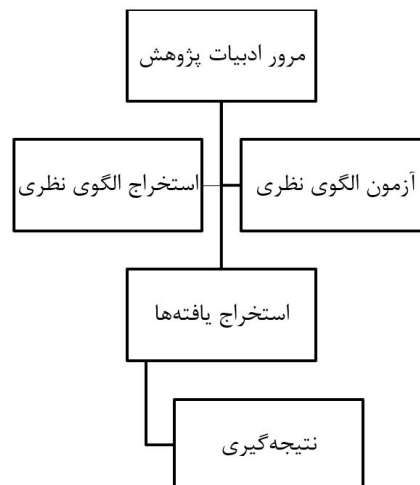 مرور ادبیات پژوهش
آزمون الگوی نظری
استخراج الگوی نظری
استخراج یافته‌ها
نتیجه‌گیری